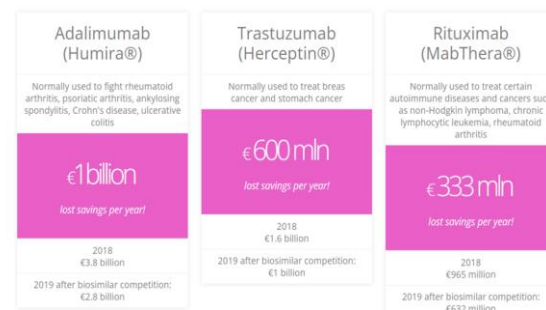 Adalimumab
(Humira®)
Normally used to fight rheumatoid
arthritis, psoriatic arthritis, ankylosing
spondylitis, Crohn's disease, ulcerative
colitis
€1 billion
lost savings per year!
2018
€3.8 billion
2019 after biosimilar competition:
€2.8 billion
Trastuzumab
(Herceptin®)
Normally used to treat breas
cancer and stomach cancer
€600 mln
lost savings per year!
2018
€1.6 billion
2019 after biosimilar competition:
€1 billion
Rituximab
(MabThera®)
Normally used to treat certain
autoimmune diseases and cancers suc
as non-Hodgkin lymphoma, chronic
lymphocytic leukemia, rheumatoid
arthritis
€333 mln
lost savings per year!
2018
€965 million
2019 after biosimilar competition:
€632 million